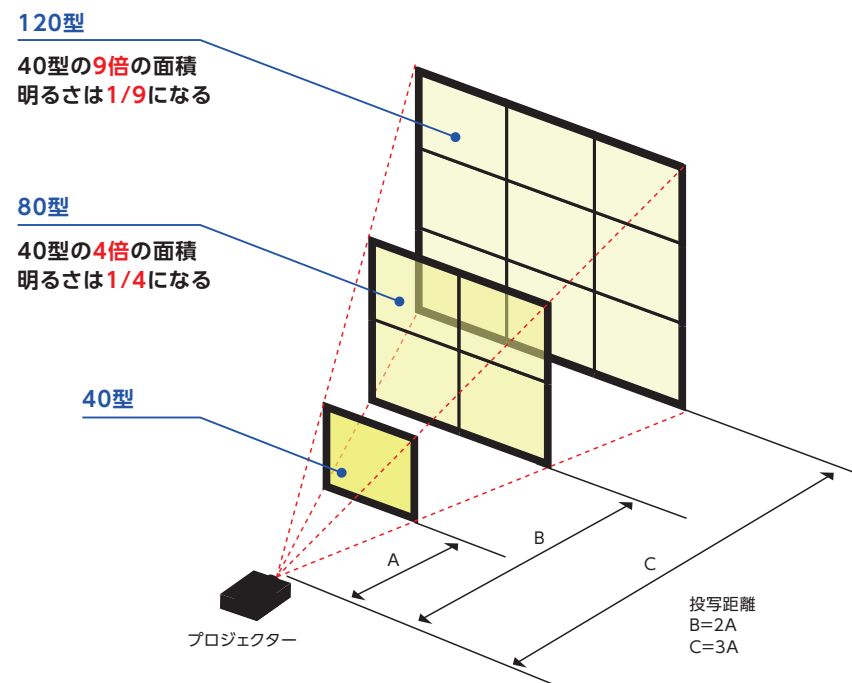 120型
40型の9倍の面積
明るさは1/9になる
80型
40型の4倍の面積
明るさは1/4になる
40型
A
B
C
投写距離
B=2A
C=3A
プロジェクター